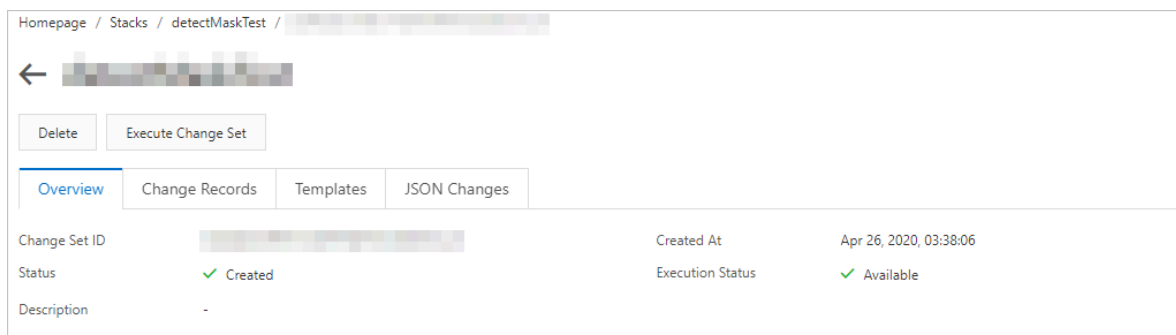 Homepage / Stacks / detectMaskTest /
Delete Execute Change Set
Overview Change Records Templates JSON Changes
Change Set ID Created At Apr 26, 2020, 03:38:06
Status Created Execution Status Available
Description -